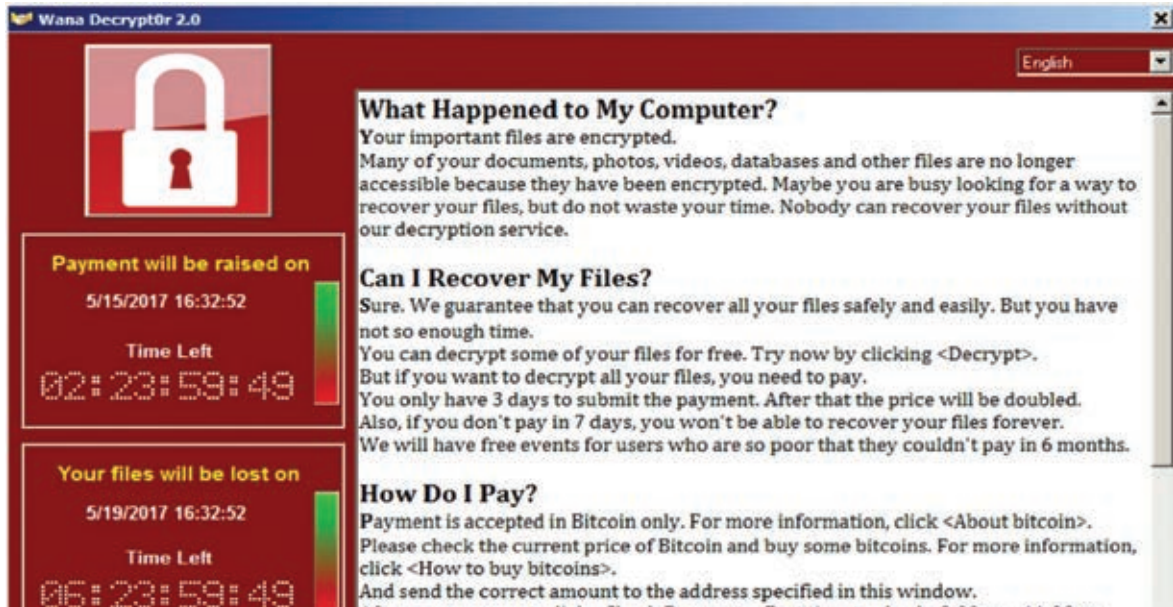 Wana Decrypt0r 2.0
English
What Happened to My Computer?
Your important files are encrypted.
Many of your documents, photos, videos, databases and other files are no longer
accessible because they have been encrypted. Maybe you are busy looking for a way to
recover your files, but do not waste your time. Nobody can recover your files without
our decryption service.
Can I Recover My Files?
Sure. We guarantee that you can recover all your files safely and easily. But you have
not so enough time.
You can decrypt some of your files for free. Try now by clicking <Decrypt>.
But if you want to decrypt all your files, you need to pay.
You only have 3 days to submit the payment. After that the price will be doubled.
Also, if you don't pay in 7 days, you won't be able to recover your files forever.
We will have free events for users who are so poor that they couldn't pay in 6 months.
How Do I Pay?
Payment is accepted in Bitcoin only. For more information, click <About bitcoin>.
Please check the current price of Bitcoin and buy some bitcoins. For more information,
click <How to buy bitcoins>.
And send the correct amount to the address specified in this window.
Payment will be raised on
5/15/2017 16:32:52
Time Left
02:23:59:49
Your files will be lost on
5/19/2017 16:32:52
Time Left
06:23:59:49